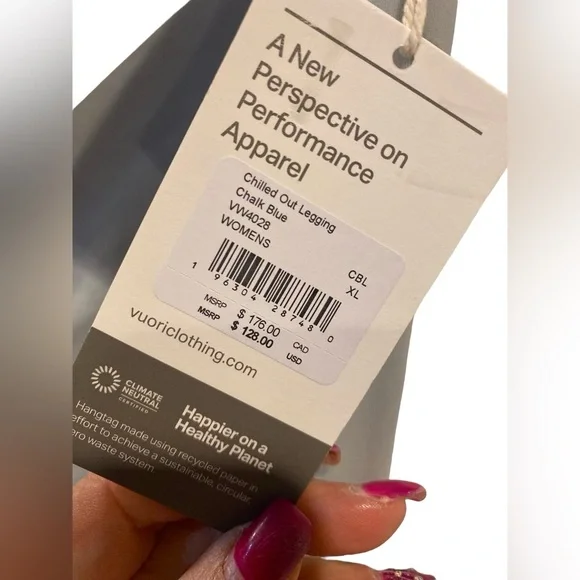 A New
Perspective on
Performance
Apparel
Chilled Out Legging
Chalk Blue
VW4028
WOMENS
CBL
XL
1 96304 28748 0
MSRP $ 176.00 CAD
MSRP $ 128.00 USD
vuoriclothing.com
CLIMATE
NEUTRAL
CERTIFIED
Happier on a
Healthy Planet
Hangtag made using recycled paper in
effort to achieve a sustainable, circular,
zero waste system